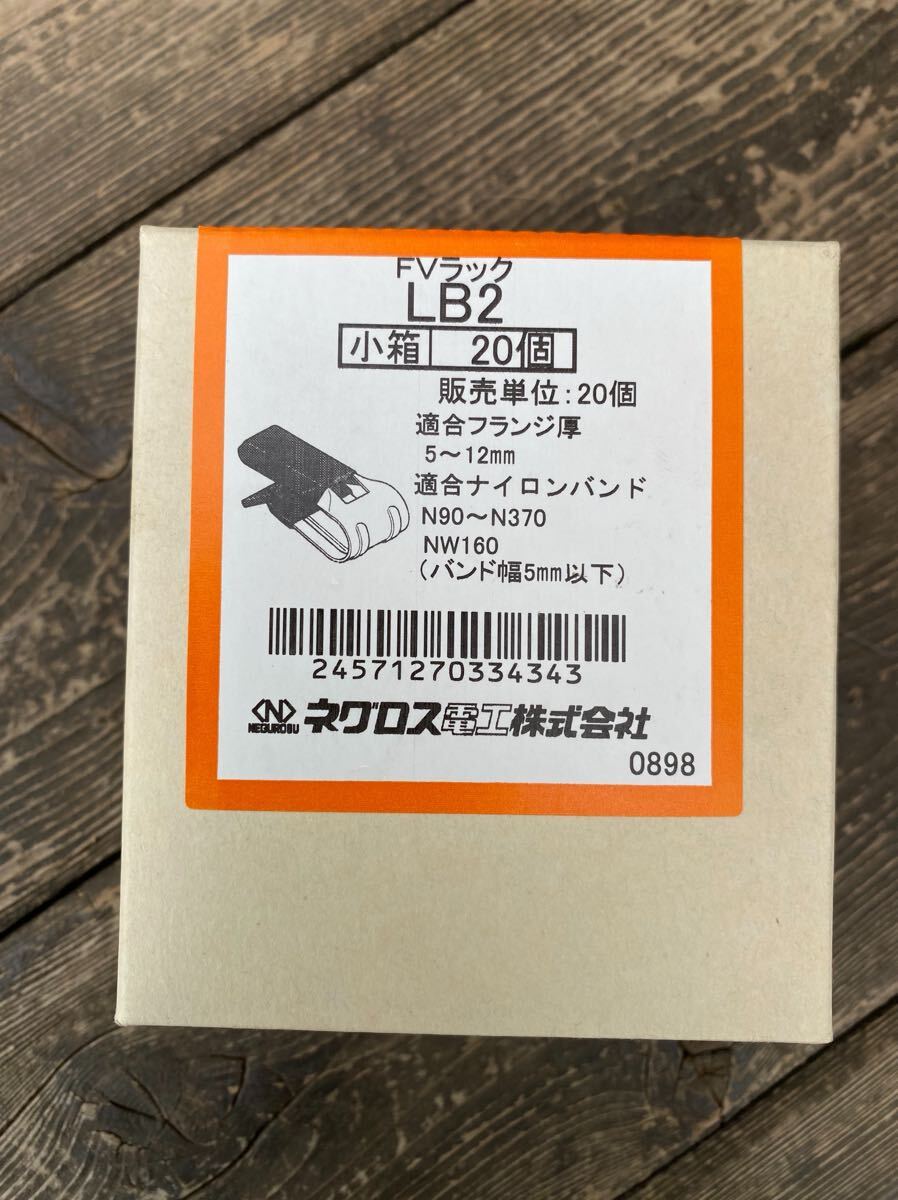 FVラック
LB2
小箱 20個
販売単位:20個
適合フランジ厚
5〜12mm
適合ナイロンバンド
N90〜N370
NW160
(バンド幅5mm以下)
24571270334343
N
NEGUROSU ネグロス電工株式会社
0898